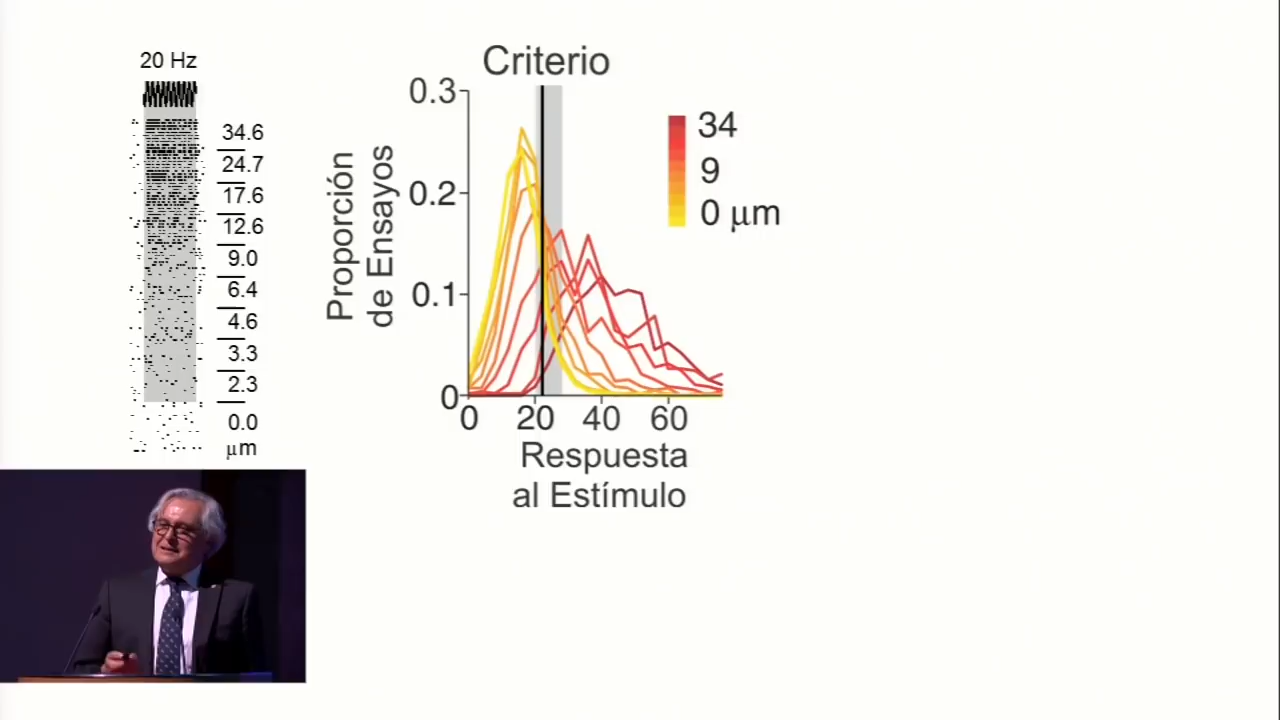 20 Hz
34.6
24.7
17.6
12.6
9.0
6.4
4.6
3.3
2.3
0.0
μm
Criterio
Proporción
de Ensayos
0.3
0.2
0.1
0
0 20 40 60
Respuesta
al Estímulo
34
9
0 μm